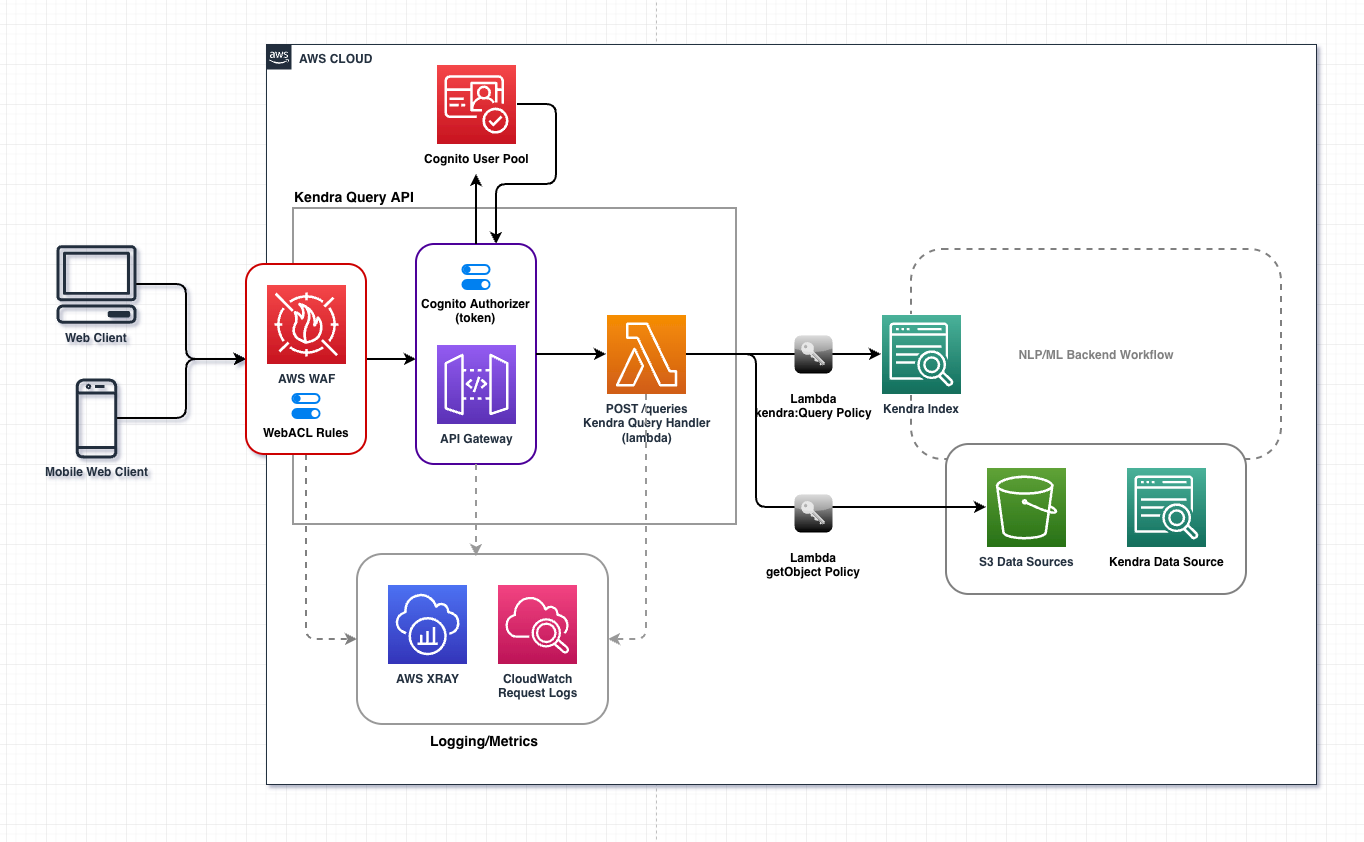 aws
AWS CLOUD
Cognito User Pool
Kendra Query API
Cognito Authorizer
(token)
Web Client
AWS WAF
WebACL Rules
API Gateway
POST /queries
Kendra Query Handler
(lambda)
Lambda
kendra:Query Policy
Kendra Index
NLP/ML Backend Workflow
Mobile Web Client
Lambda
getObject Policy
S3 Data Sources
Kendra Data Source
AWS XRAY
CloudWatch
Request Logs
Logging/Metrics